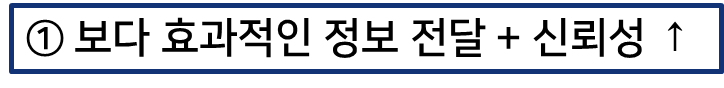 ① 보다 효과적인 정보 전달 + 신뢰성 ↑